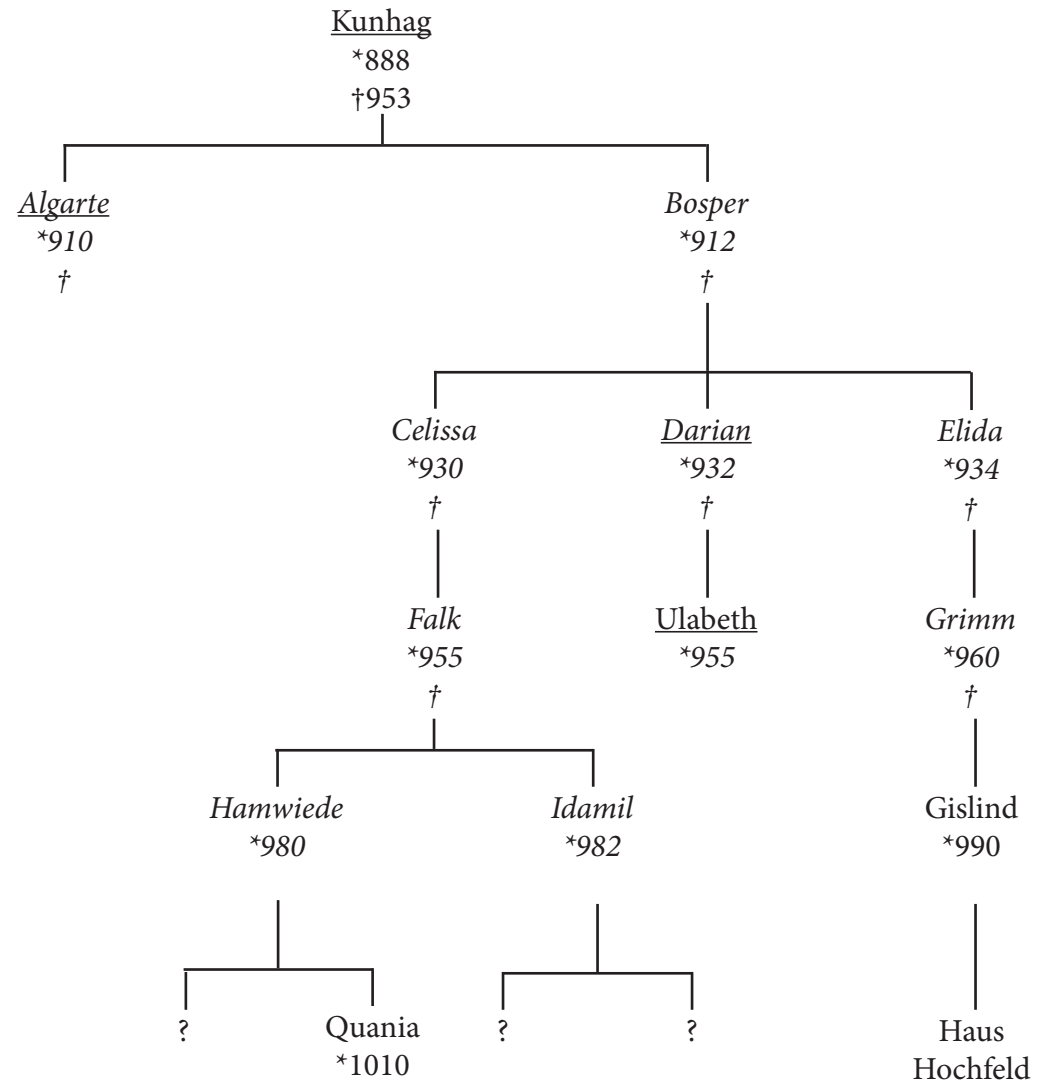 Kunhag
*888
†953
Algarte
*910
†
Bosper
*912
†
Celissa
*930
†
Darian
*932
†
Elida
*934
†
Falk
*955
†
Ulabeth
*955
Grimm
*960
†
Hamwiede
*980
Idamil
*982
Gislind
*990
?
Quania
*1010
?
?
Haus
Hochfeld